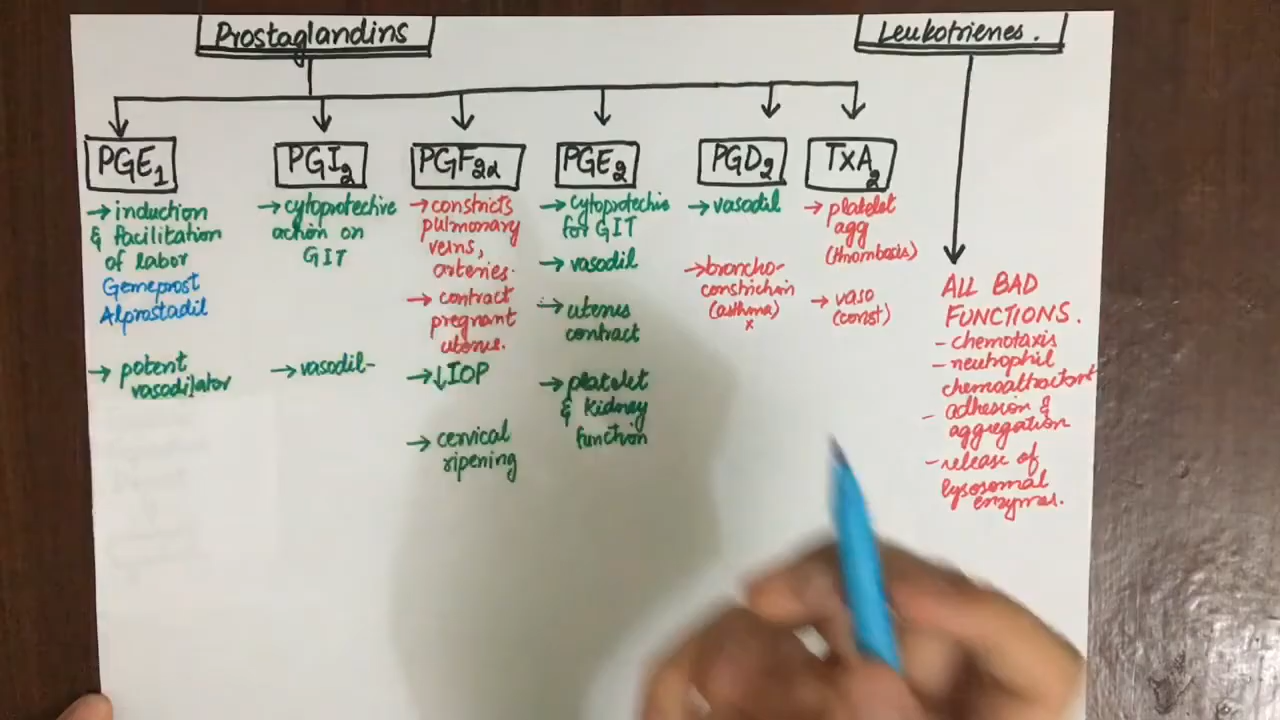 Prostaglandins
Leukotrienes.
PGE1
→ induction
& facilitation
of labor
Gemeprost
Alprostadil
→ potent
vasodilator
PGI2
→ cytoprotective
action on
GIT
→ vasodil-
PGF2α
→ constricts
pulmonary
veins,
arteries.
→ contract
pregnant
uterus.
→ ↓IOP
→ cervical
ripening
PGE2
→ cytoprotective
for GIT
→ vasodil
→ uterus
contract
→ platelet
& kidney
function
PGD2
→ vasodil
→ broncho-
constriction
(asthma)
x
TxA2
→ platelet
agg
(thrombosis)
→ vaso
(const)
ALL BAD
FUNCTIONS.
- chemotaxis
- neutrophil
chemoattractant
- adhesion &
aggregation
- release of
lysosomal
enzymes.